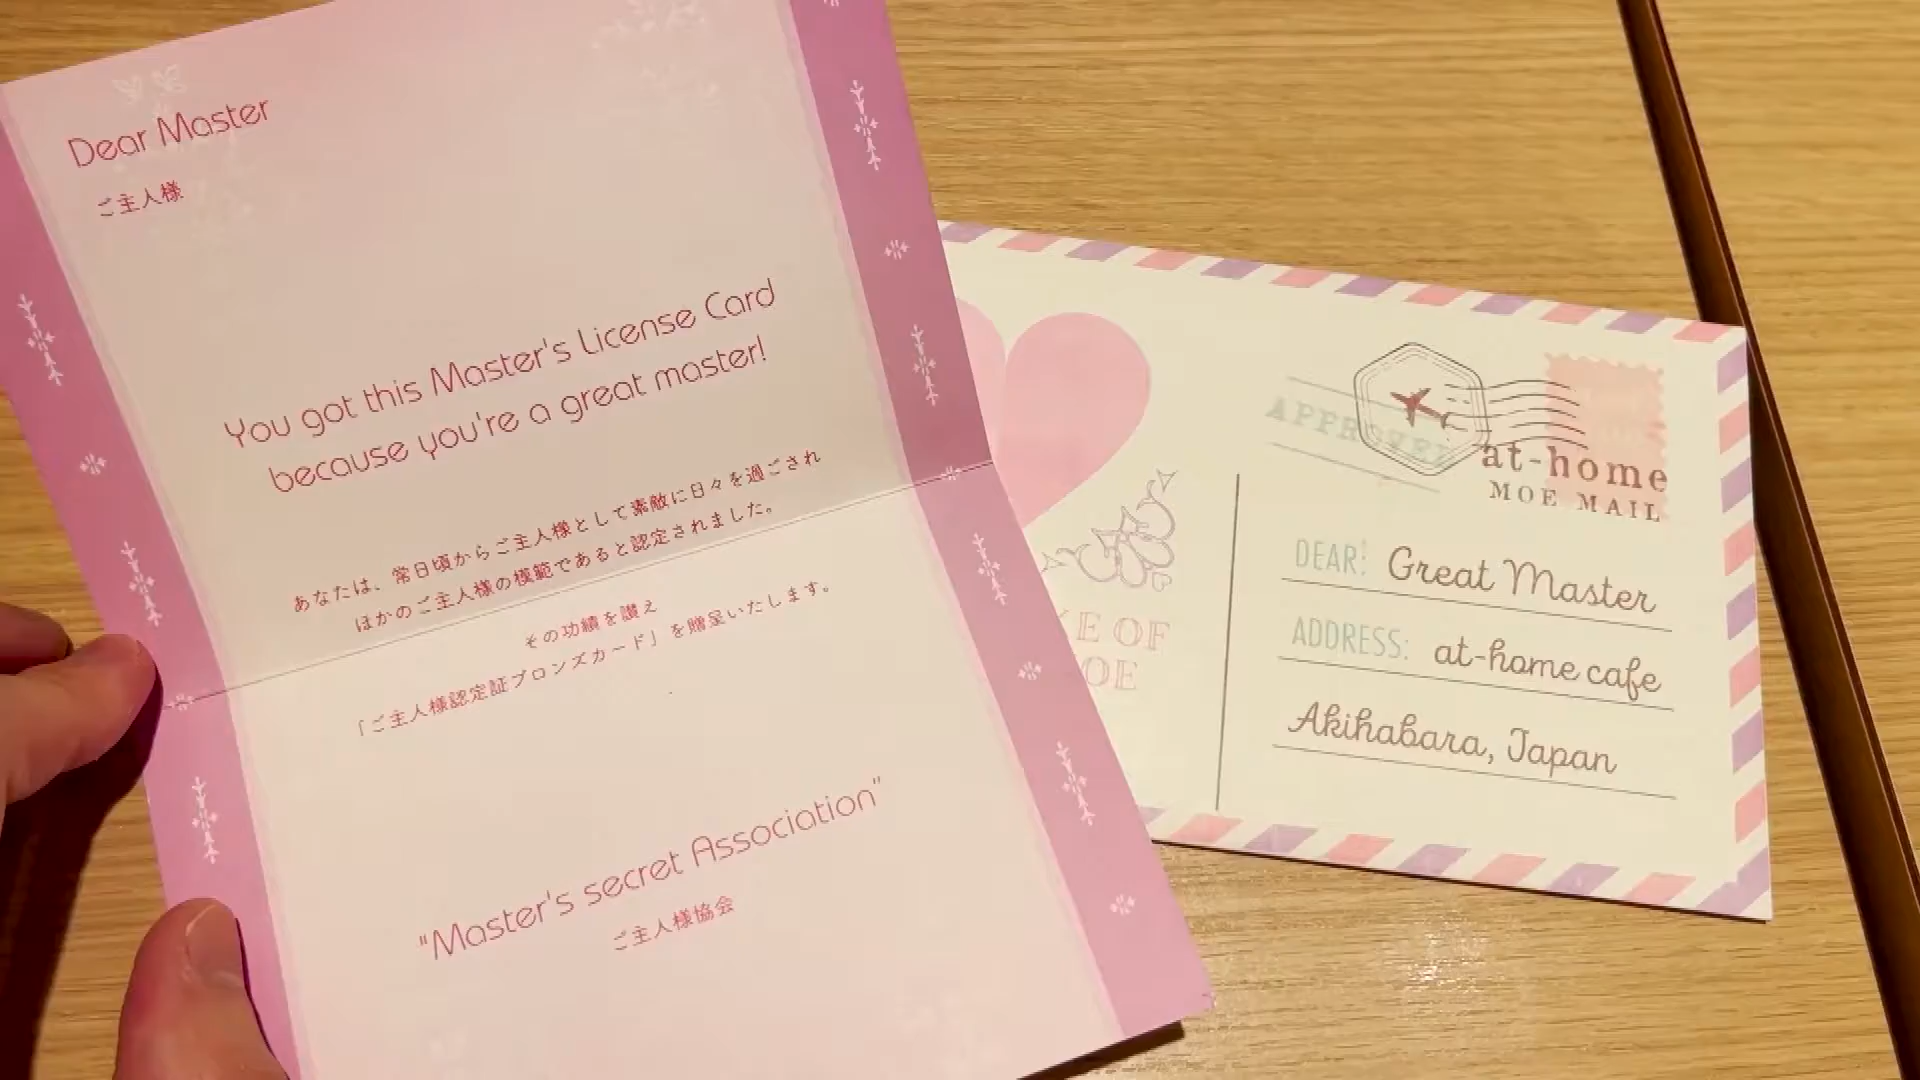 Dear Master
ご主人様
You got this Master's License Card
because you're a great master!
あなたは、常日頃からご主人様として素敵に日々を過ごされ
ほかのご主人様の模範であると認定されました。
その功績を讃え
「ご主人様認定証ブロンズカード」を贈呈いたします。
"Master's secret Association"
ご主人様協会
APPROVED
at-home
MOE MAIL
DEAR: Great Master
ADDRESS: at-home cafe
Akihabara, Japan
E OF
OE